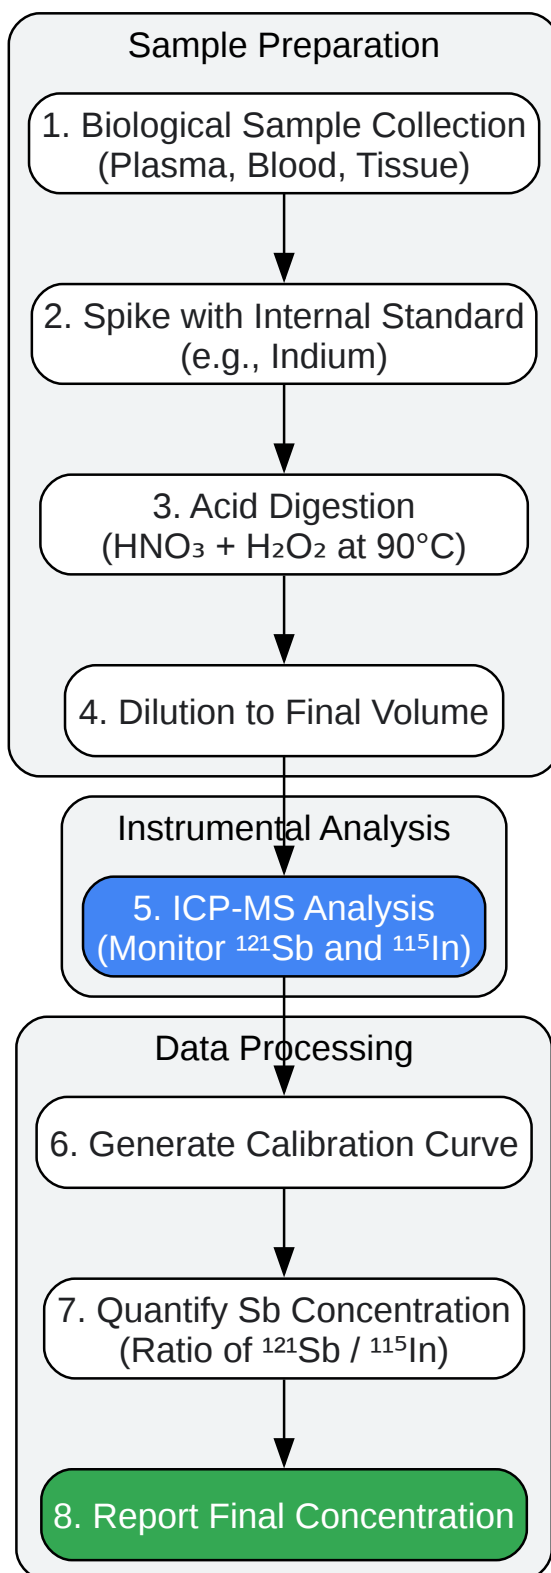 Sample Preparation
1. Biological Sample Collection
(Plasma, Blood, Tissue)
2. Spike with Internal Standard
(e.g., Indium)
3. Acid Digestion
(HNO₃ + H₂O₂ at 90°C)
4. Dilution to Final Volume
Instrumental Analysis
5. ICP-MS Analysis
(Monitor ¹²¹Sb and ¹¹⁵In)
Data Processing
6. Generate Calibration Curve
7. Quantify Sb Concentration
(Ratio of ¹²¹Sb / ¹¹⁵In)
8. Report Final Concentration